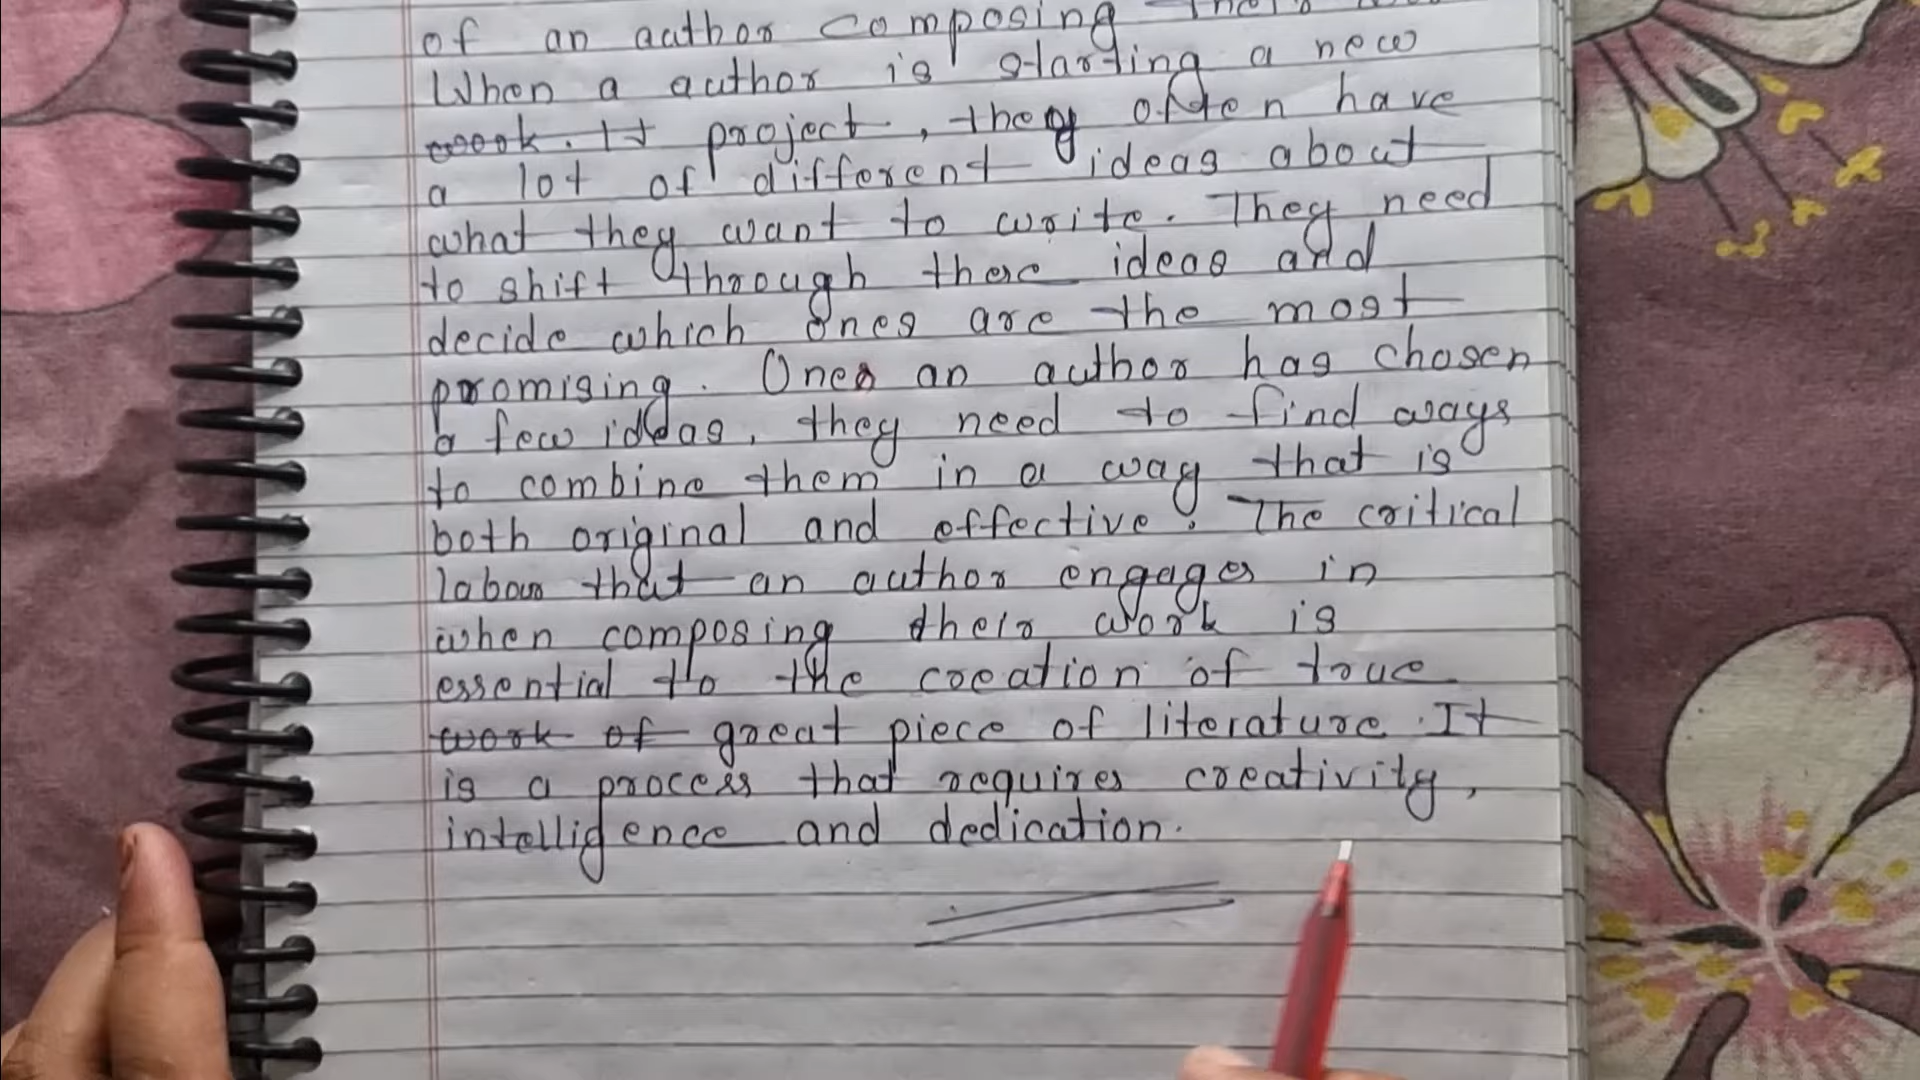 of an author composing their
When a author is starting a new
work. It project, they often have
a lot of different ideas about
what they want to write. They need
to shift through these ideas and
decide which ones are the most
promising. Ones an author has chosen
a few ideas, they need to find ways
to combine them in a way that is
both original and effective. The critical
labour that an author engages in
when composing their work is
essential to the creation of true
work of great piece of literature. It
is a process that requires creativity,
intelligence and dedication.